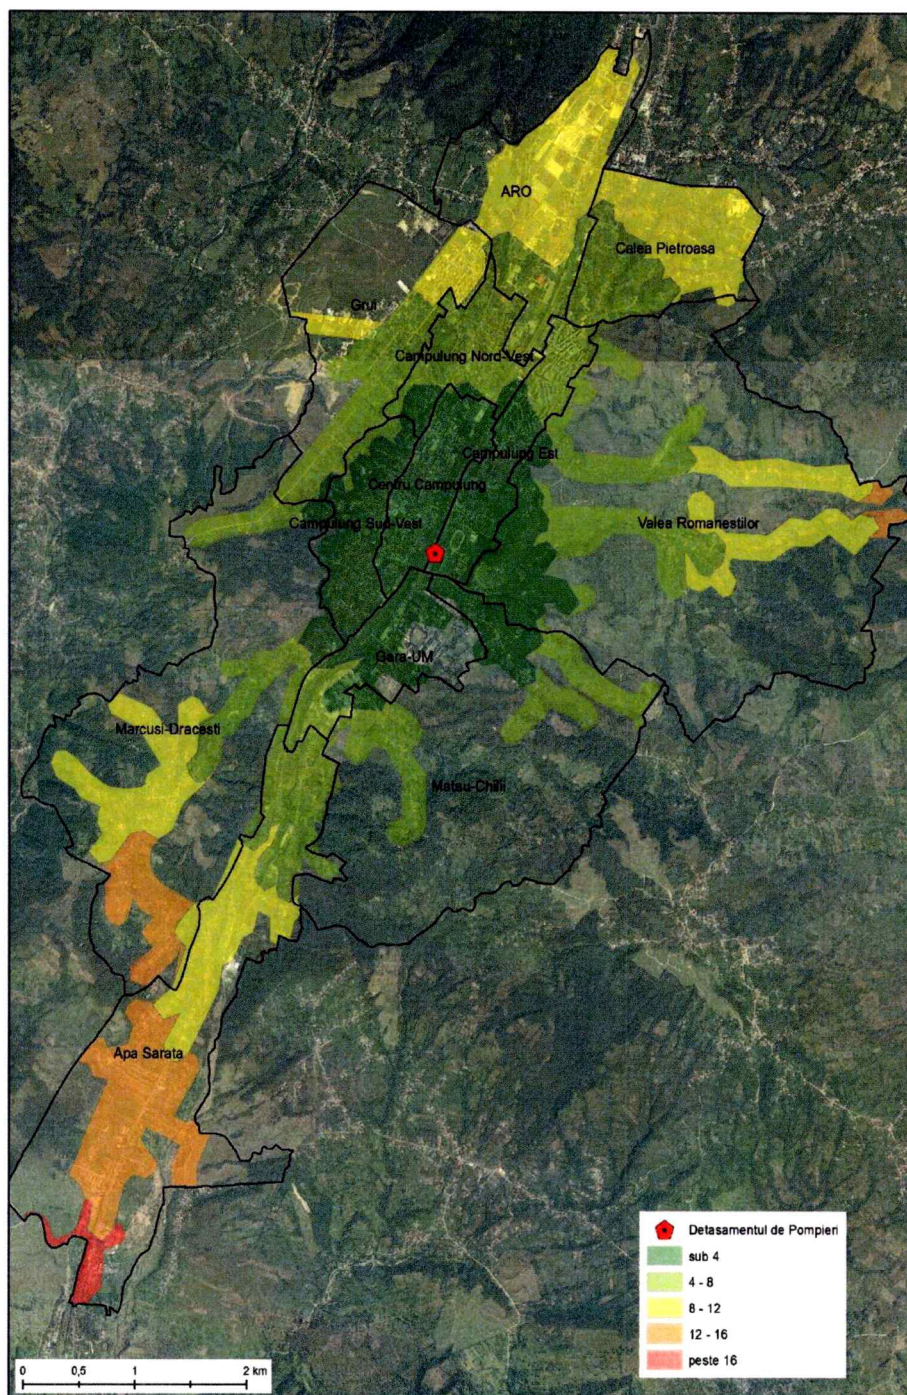 ARO
Calea Pietroasa
Grui
Campulung Nord-Vest
Campulung Est
Centru Campulung
Campulung Sud-Vest
Valea Romanestilor
Gara-UM
Marcusi-Dracesti
Matsu-Chilii
Apa Sarata
Detasamentul de Pompieri
sub 4
4 - 8
8 - 12
12 - 16
peste 16
0 0,5 1 2 km